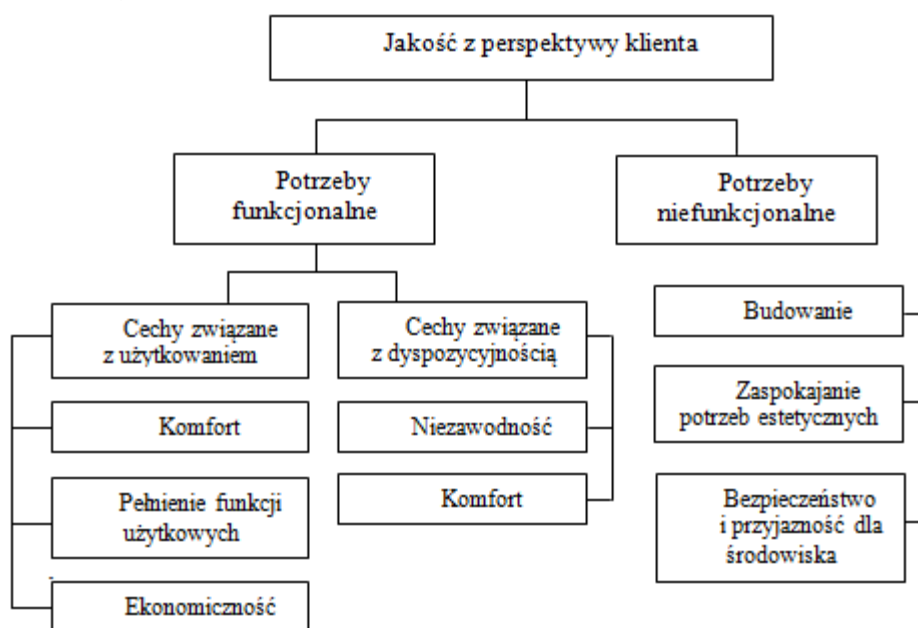 Jakość z perspektywy klienta
Potrzeby
funkcjonalne
Potrzeby
niefunkcjonalne
Cechy związane
z użytkowaniem
Komfort
Pełnienie funkcji
użytkowych
Ekonomiczność
Cechy związane
z dyspozycyjnością
Niezawodność
Komfort
Budowanie
Zaspokajanie
potrzeb estetycznych
Bezpieczeństwo
i przyjazność dla
środowiska